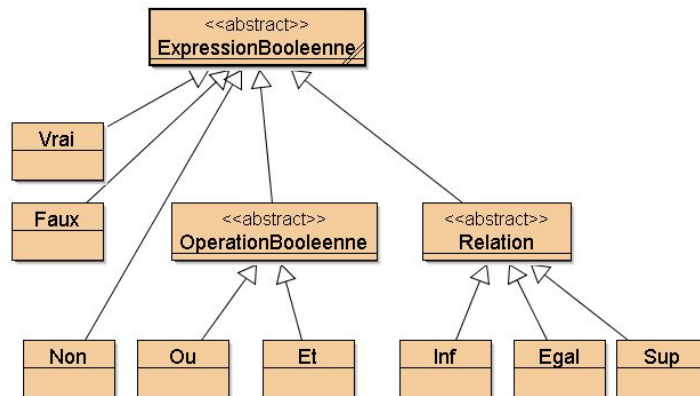 <<abstract>>
ExpressionBooleenne
Vrai
Faux
<<abstract>>
OperationBooleenne
<<abstract>>
Relation
Non
Ou
Et
Inf
Egal
Sup